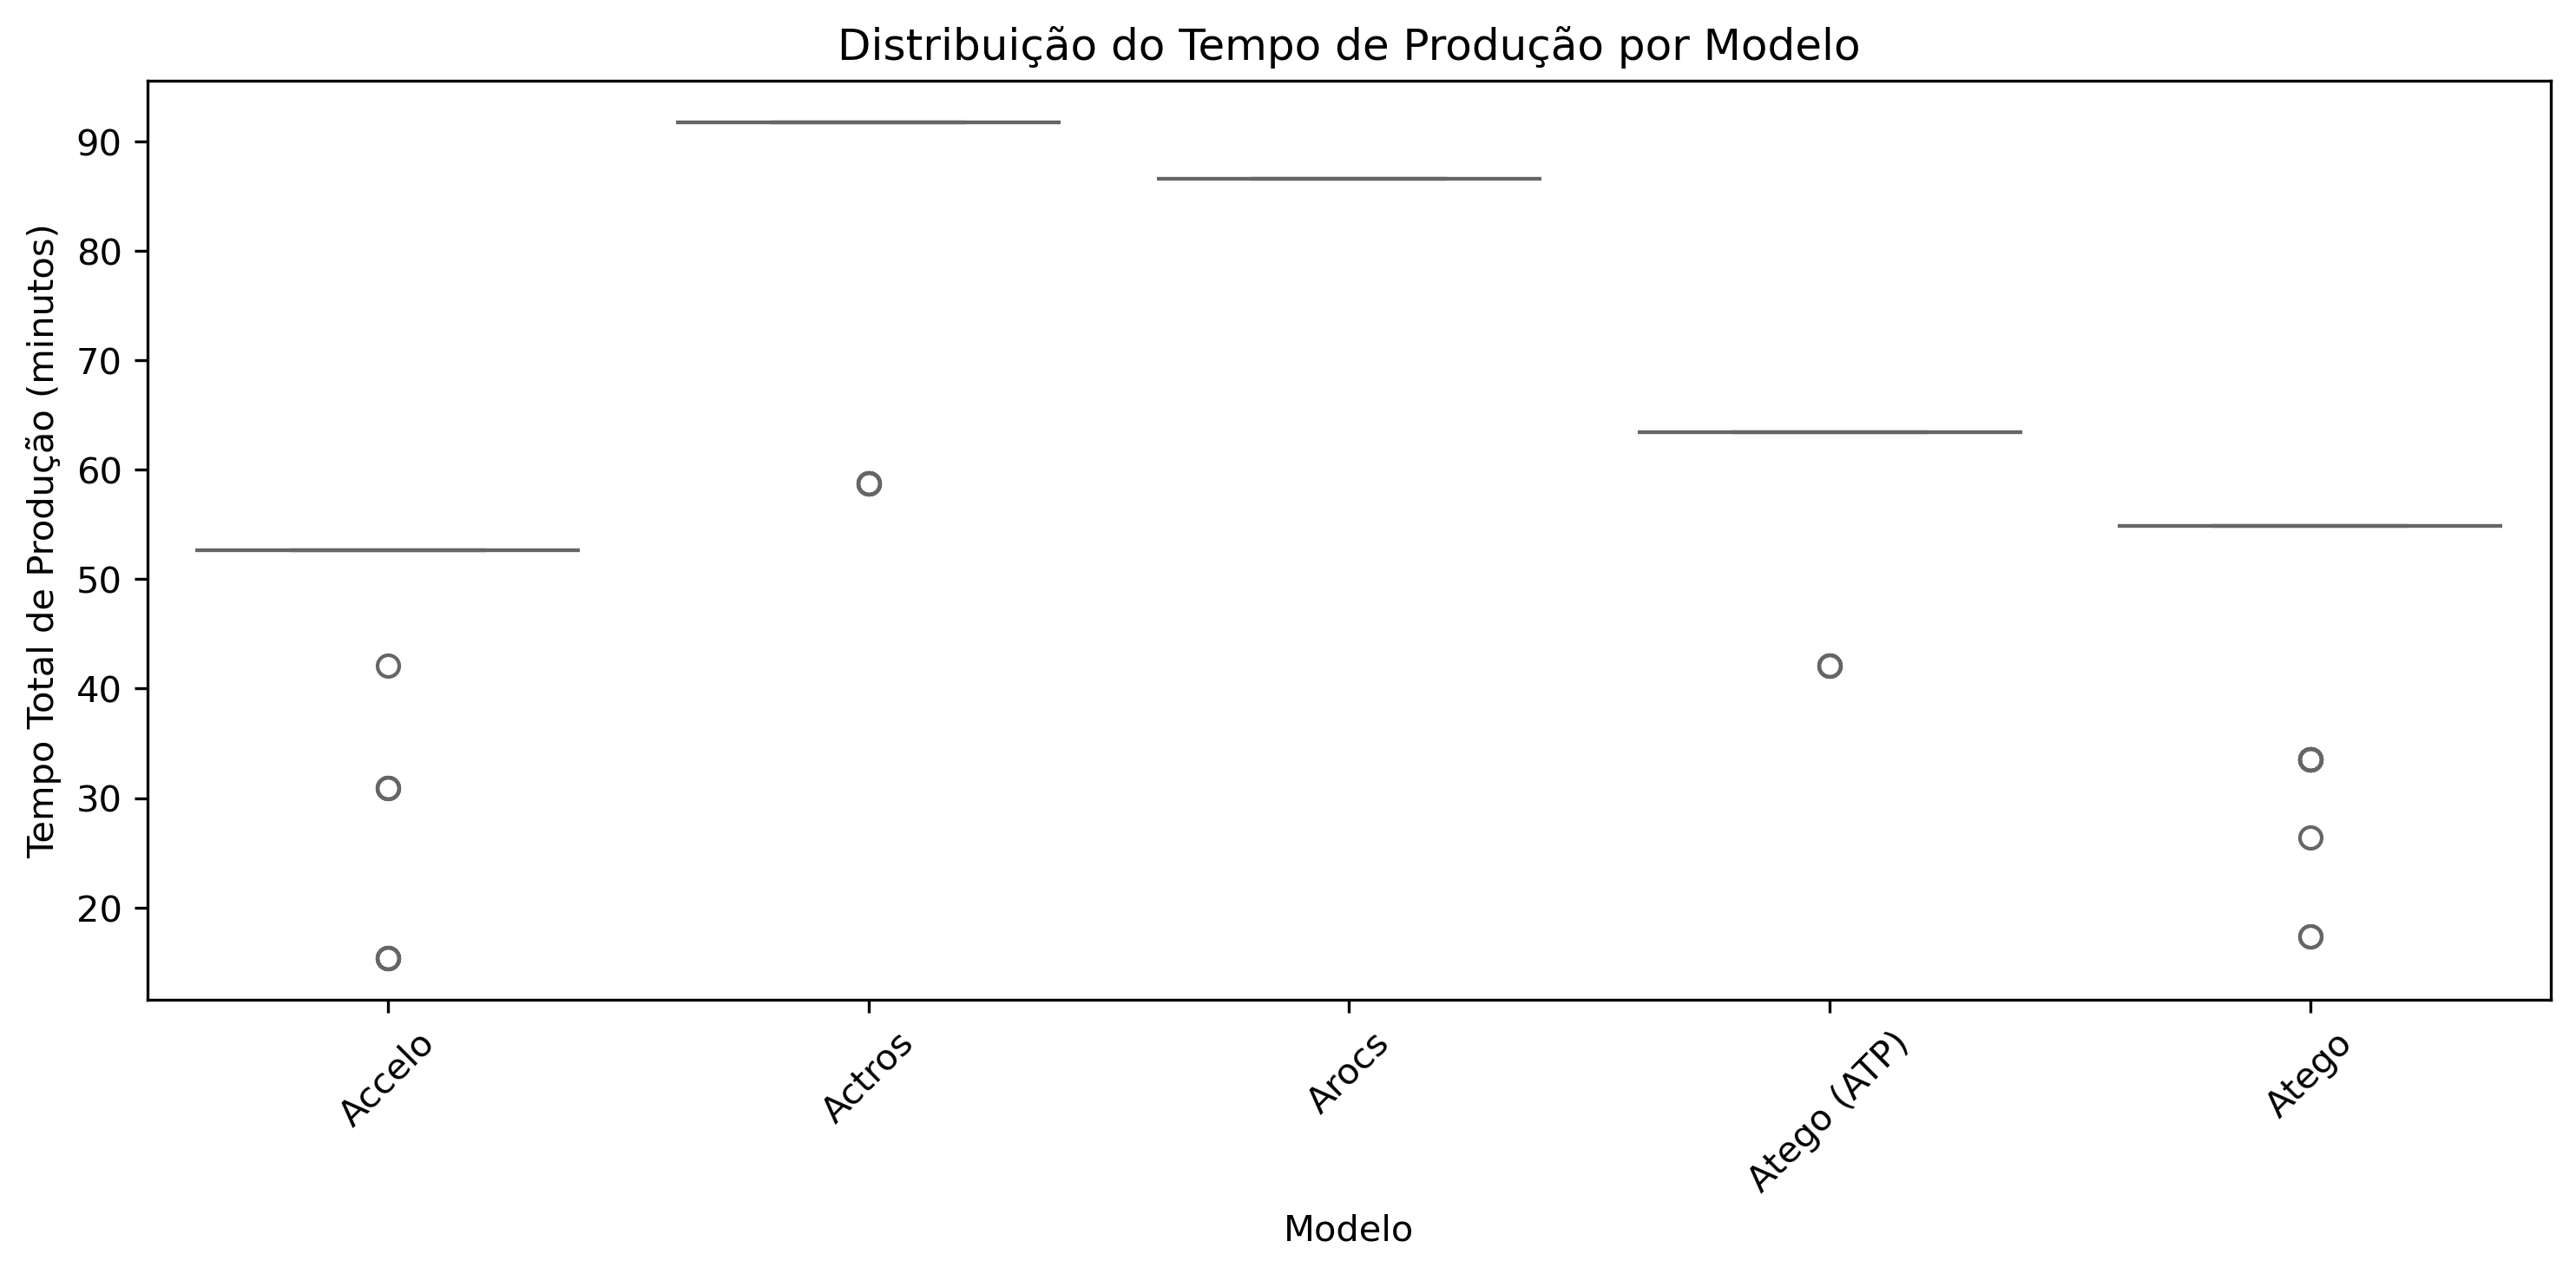 Distribuição do Tempo de Produção por Modelo
Tempo Total de Produção (minutos)
90
80
70
60
50
40
30
20
Accelo
Actros
Arocs
Atego (ATP)
Atego
Modelo